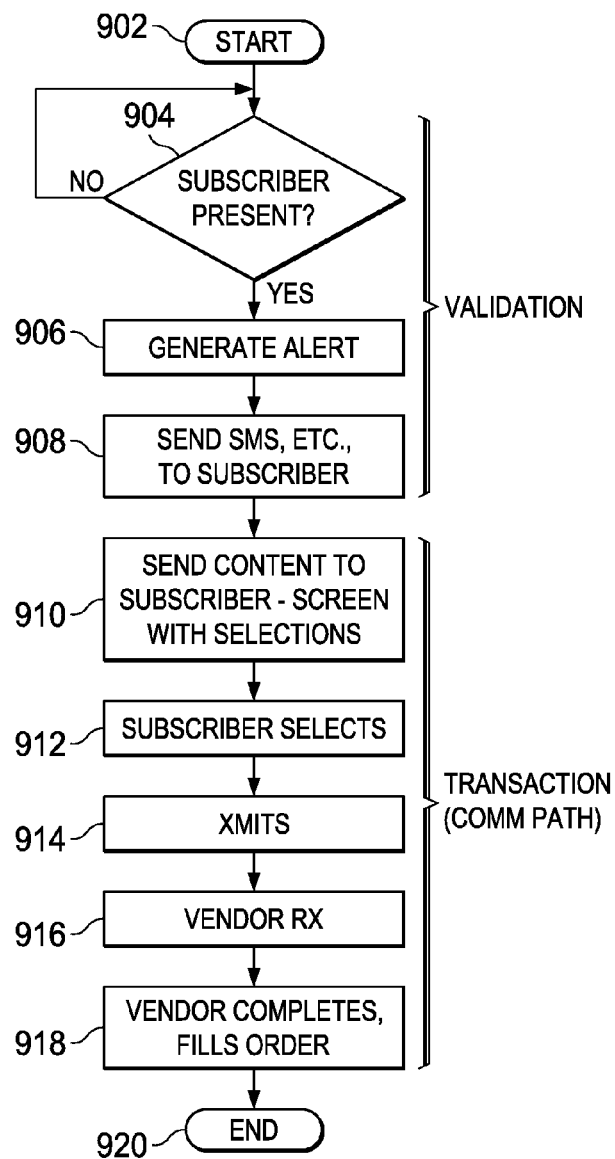 902
START
904
NO
SUBSCRIBER
PRESENT?
YES
VALIDATION
906
GENERATE ALERT
908
SEND SMS, ETC.,
TO SUBSCRIBER
910
SEND CONTENT TO
SUBSCRIBER - SCREEN
WITH SELECTIONS
912
SUBSCRIBER SELECTS
TRANSACTION
(COMM PATH)
914
XMITS
916
VENDOR RX
918
VENDOR COMPLETES,
FILLS ORDER
920
END